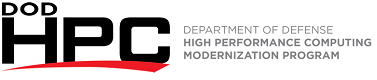 DOD
HPC
DEPARTMENT OF DEFENSE
HIGH PERFORMANCE COMPUTING
MODERNIZATION PROGRAM